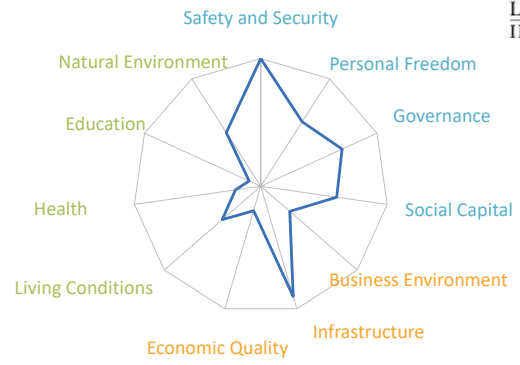 Safety and Security
Natural Environment
Personal Freedom
Education
Governance
Health
Social Capital
Living Conditions
Business Environment
Economic Quality
Infrastructure